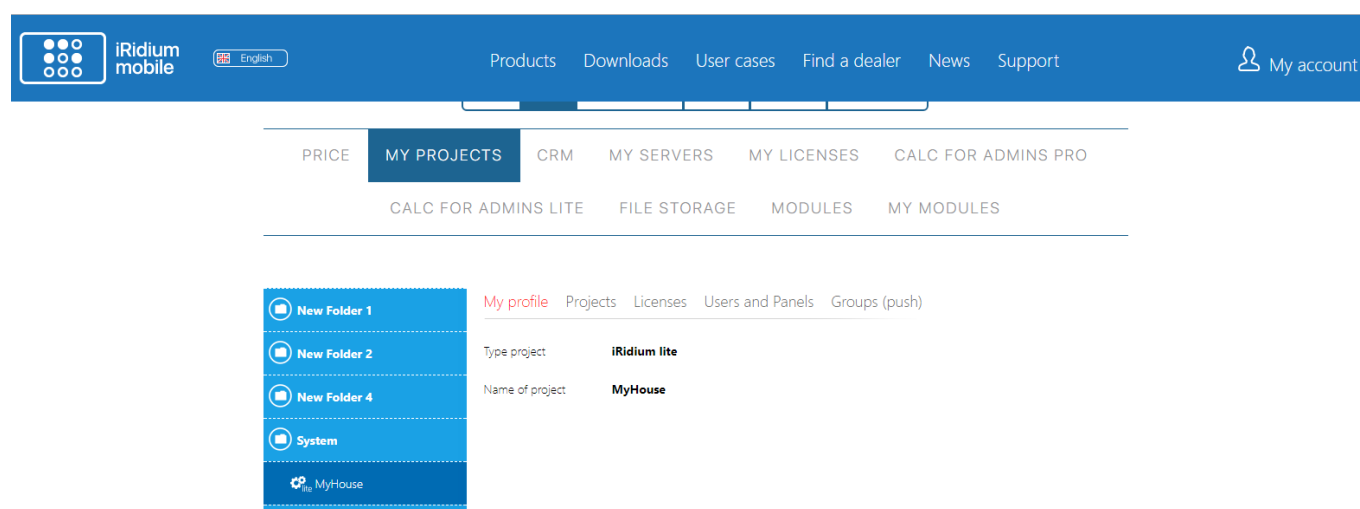 iRidium
mobile
English
Products Downloads User cases Find a dealer News Support
My account
PRICE MY PROJECTS CRM MY SERVERS MY LICENSES CALC FOR ADMINS PRO
CALC FOR ADMINS LITE FILE STORAGE MODULES MY MODULES
New Folder 1
New Folder 2
New Folder 4
System
lite MyHouse
My profile Projects Licenses Users and Panels Groups (push)
Type project iRidium lite
Name of project MyHouse